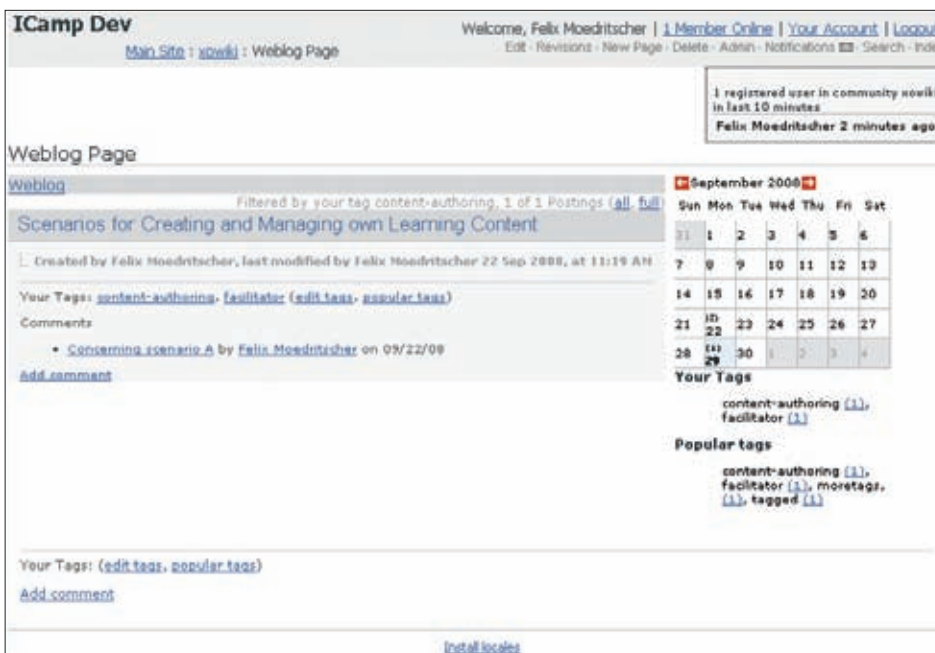 ICamp Dev
Welcome, Felix Moedritscher | 1 Member Online | Your Account | Logout
Main Site : xowiki : Weblog Page
Edit · Revisions · New Page · Delete · Admin · Notifications · Search · Inde
1 registered user in community xowiki
in last 10 minutes
Felix Moedritscher 2 minutes ago
Weblog Page
Weblog
Filtered by your tag content-authoring, 1 of 1 Postings (all, full)
Scenarios for Creating and Managing own Learning Content
Created by Felix Moedritscher, last modified by Felix Moedritscher 22 Sep 2008, at 11:19 AM
Your Tags: content-authoring, facilitator (edit tags, popular tags)
Comments
• Concerning scenario A by Felix Moedritscher on 09/22/08
Add comment
September 2008
Sun Mon Tue Wed Thu Fri Sat
31 1 2 3 4 5 6
7 8 9 10 11 12 13
14 15 16 17 18 19 20
21 22 23 24 25 26 27
28 29 30 1 2 3 4
Your Tags
content-authoring (1),
facilitator (1)
Popular tags
content-authoring (1),
facilitator (1), moretags,
(1), tagged (1)
Your Tags: (edit tags, popular tags)
Add comment
Install locales